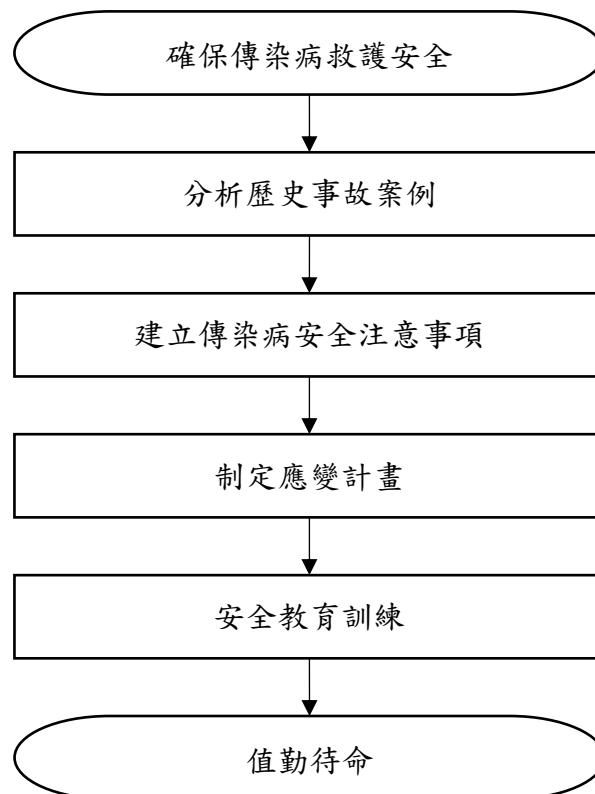 確保傳染病救護安全
分析歷史事故案例
建立傳染病安全注意事項
制定應變計畫
安全教育訓練
值勤待命